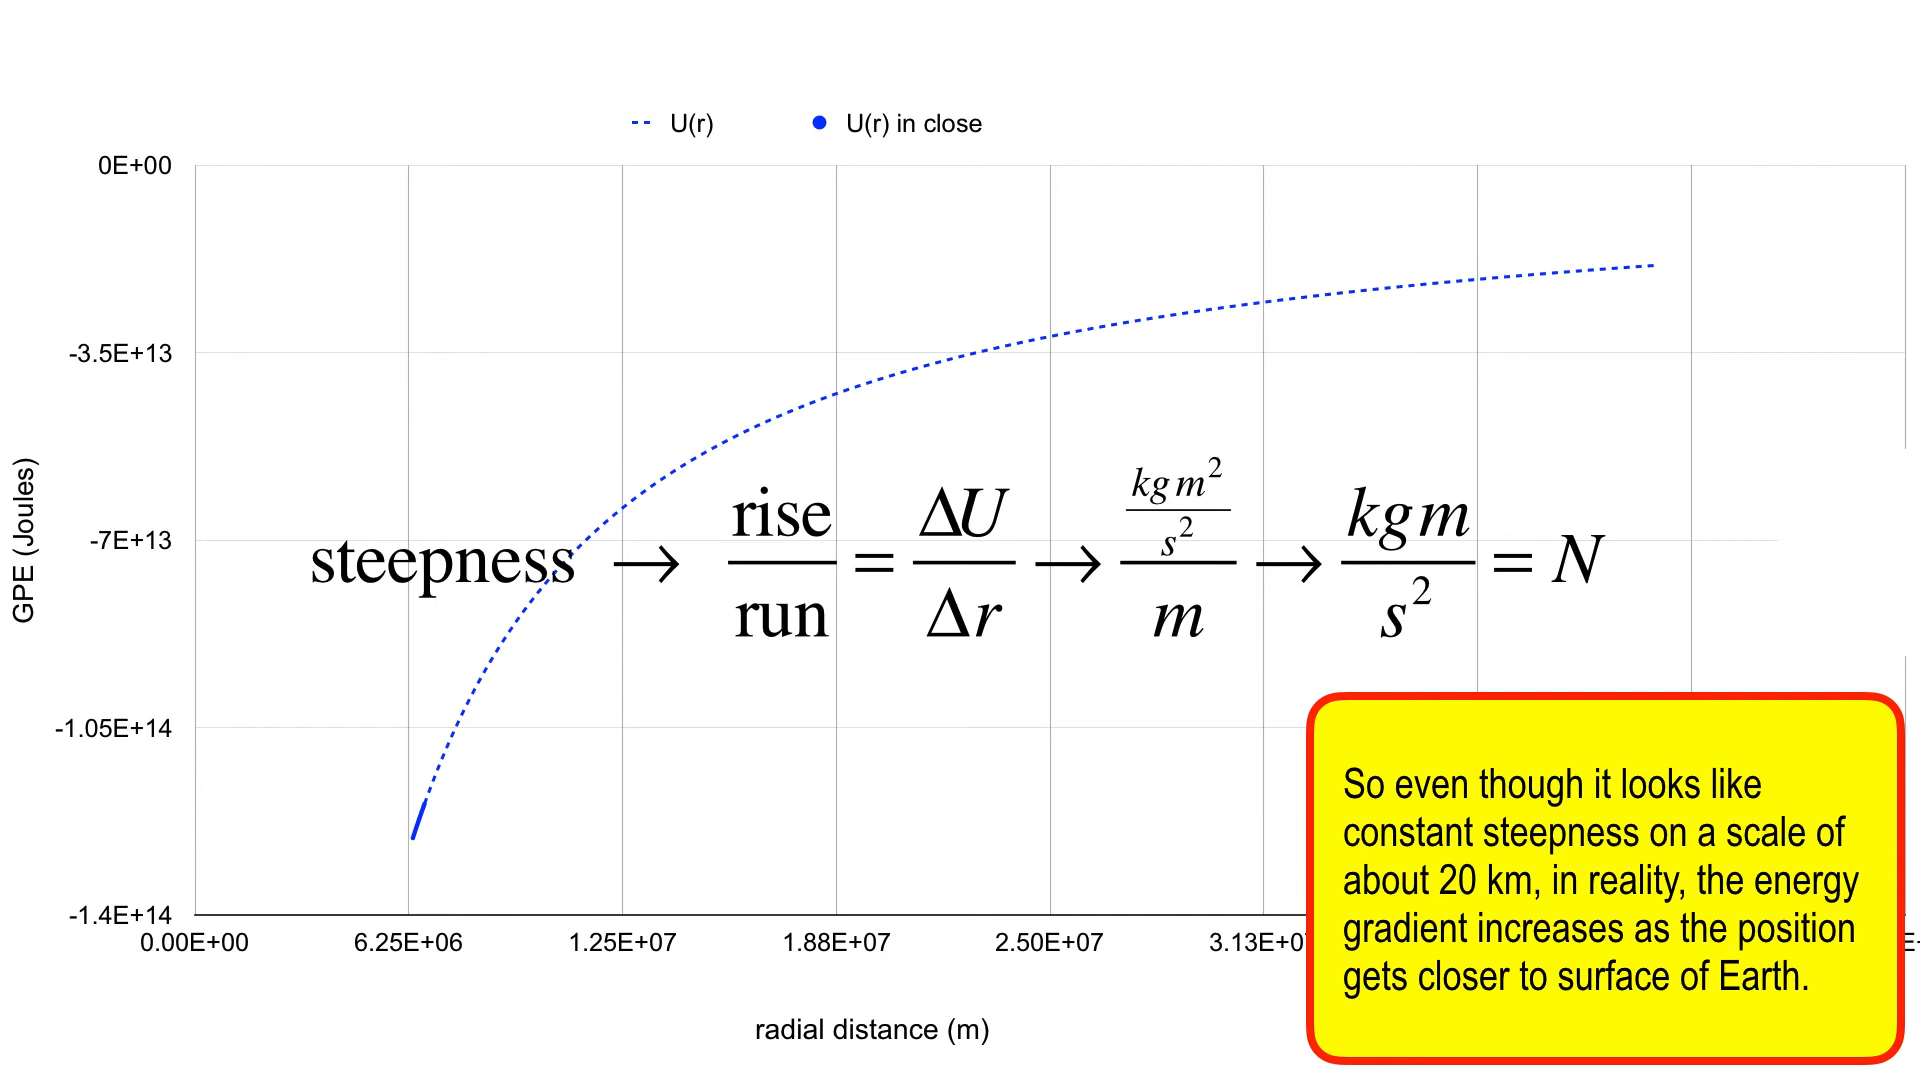 U(r) U(r) in close
0E+00
-3.5E+13
-7E+13
-1.05E+14
-1.4E+14
GPE (Joules)
steepness → rise/run = ΔU/Δr → (kg m²/s²)/m → kg m/s² = N
0.00E+00 6.25E+06 1.25E+07 1.88E+07 2.50E+07
radial distance (m)
So even though it looks like
constant steepness on a scale of
about 20 km, in reality, the energy
gradient increases as the position
gets closer to surface of Earth.